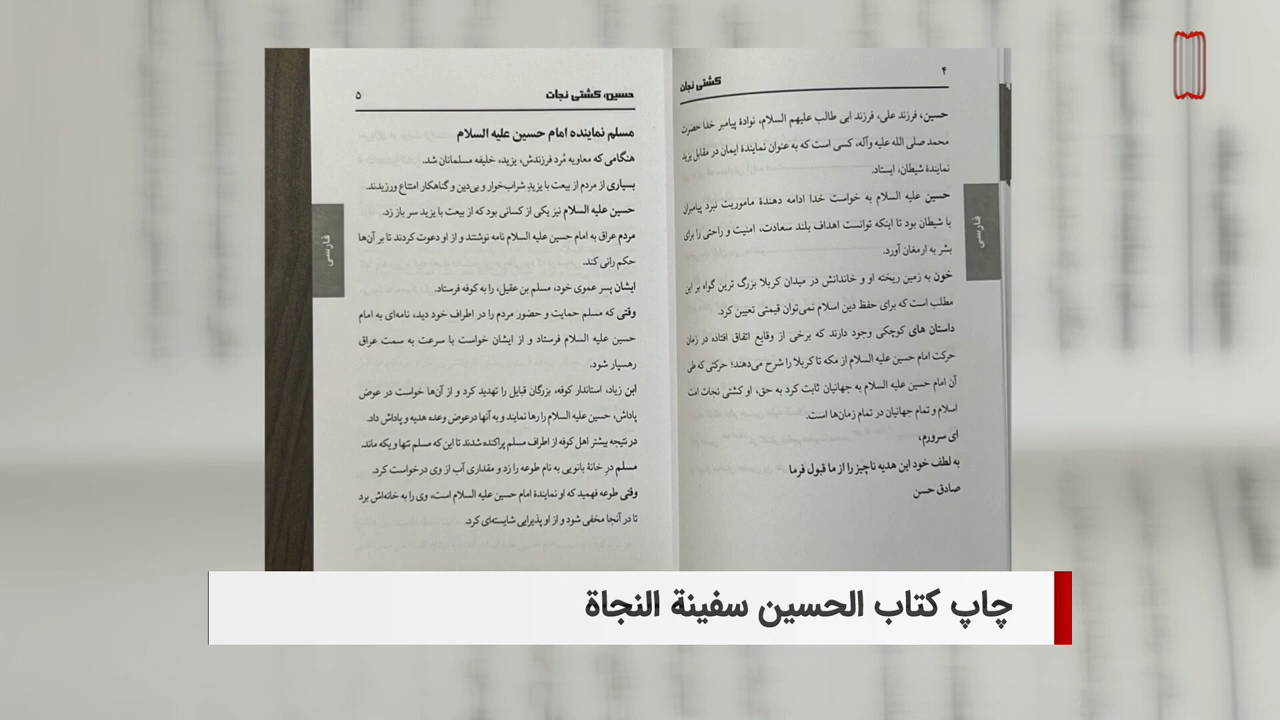 ۴
کشتی نجات
حسین، فرزند علی، فرزند ابی طالب علیهم السلام، نوادۀ پیامبر خدا حضرت
محمد صلی الله علیه وآله، کسی است که به عنوان نمایندۀ ایمان در مقابل یزید
نمایندۀ شیطان، ایستاد.
حسین علیه السلام به خواست خدا ادامه دهندۀ ماموریت نبرد پیامبران
با شیطان بود تا اینکه توانست اهداف بلند سعادت، امنیت و راحتی را برای
بشر به ارمغان آورد.
خون به زمین ریخته او و خاندانش در میدان کربلا بزرگ ترین گواه بر این
مطلب است که برای حفظ دین اسلام نمی‌توان قیمتی تعیین کرد.
داستان های کوچکی وجود دارند که برخی از وقایع اتفاق افتاده در زمان
حرکت امام حسین علیه السلام از مکه تا کربلا را شرح می‌دهند؛ حرکتی که طی
آن امام حسین علیه السلام به جهانیان ثابت کرد به حق، او کشتی نجات امت
اسلام و تمام جهانیان در تمام زمان‌ها است.
ای سرورم،
به لطف خود این هدیه ناچیز را از ما قبول فرما
صادق حسن
فارسی
حسین، کشتی نجات
۵
مسلم نماینده امام حسین علیه السلام
هنگامی که معاویه مُرد فرزندش، یزید، خلیفه مسلمانان شد.
بسیاری از مردم از بیعت با یزیدِ شراب‌خوار و بی‌دین و گناهکار امتناع ورزیدند.
حسین علیه السلام نیز یکی از کسانی بود که از بیعت با یزید سر باز زد.
مردم عراق به امام حسین علیه السلام نامه نوشتند و از او دعوت کردند تا بر آن‌ها
حکم رانی کند.
ایشان پسر عموی خود، مسلم بن عقیل، را به کوفه فرستاد.
وقتی که مسلم حمایت و حضور مردم را در اطراف خود دید، نامه‌ای به امام
حسین علیه السلام فرستاد و از ایشان خواست با سرعت به سمت عراق
رهسپار شود.
ابن زیاد، استاندار کوفه، بزرگان قبایل را تهدید کرد و از آن‌ها خواست در عوض
پاداش، حسین علیه السلام را رها نمایند و به آنها درعوض وعده هدیه و پاداش داد.
در نتیجه بیشتر اهل کوفه از اطراف مسلم پراکنده شدند تا این که مسلم تنها و یکه ماند.
مسلم درِ خانۀ بانویی به نام طوعه را زد و مقداری آب از وی درخواست کرد.
وقتی طوعه فهمید که او نمایندۀ امام حسین علیه السلام است، وی را به خانه‌اش برد
تا در آنجا مخفی شود و از او پذیرایی شایسته‌ای کرد.
فارسی
چاپ کتاب الحسین سفینة النجاة